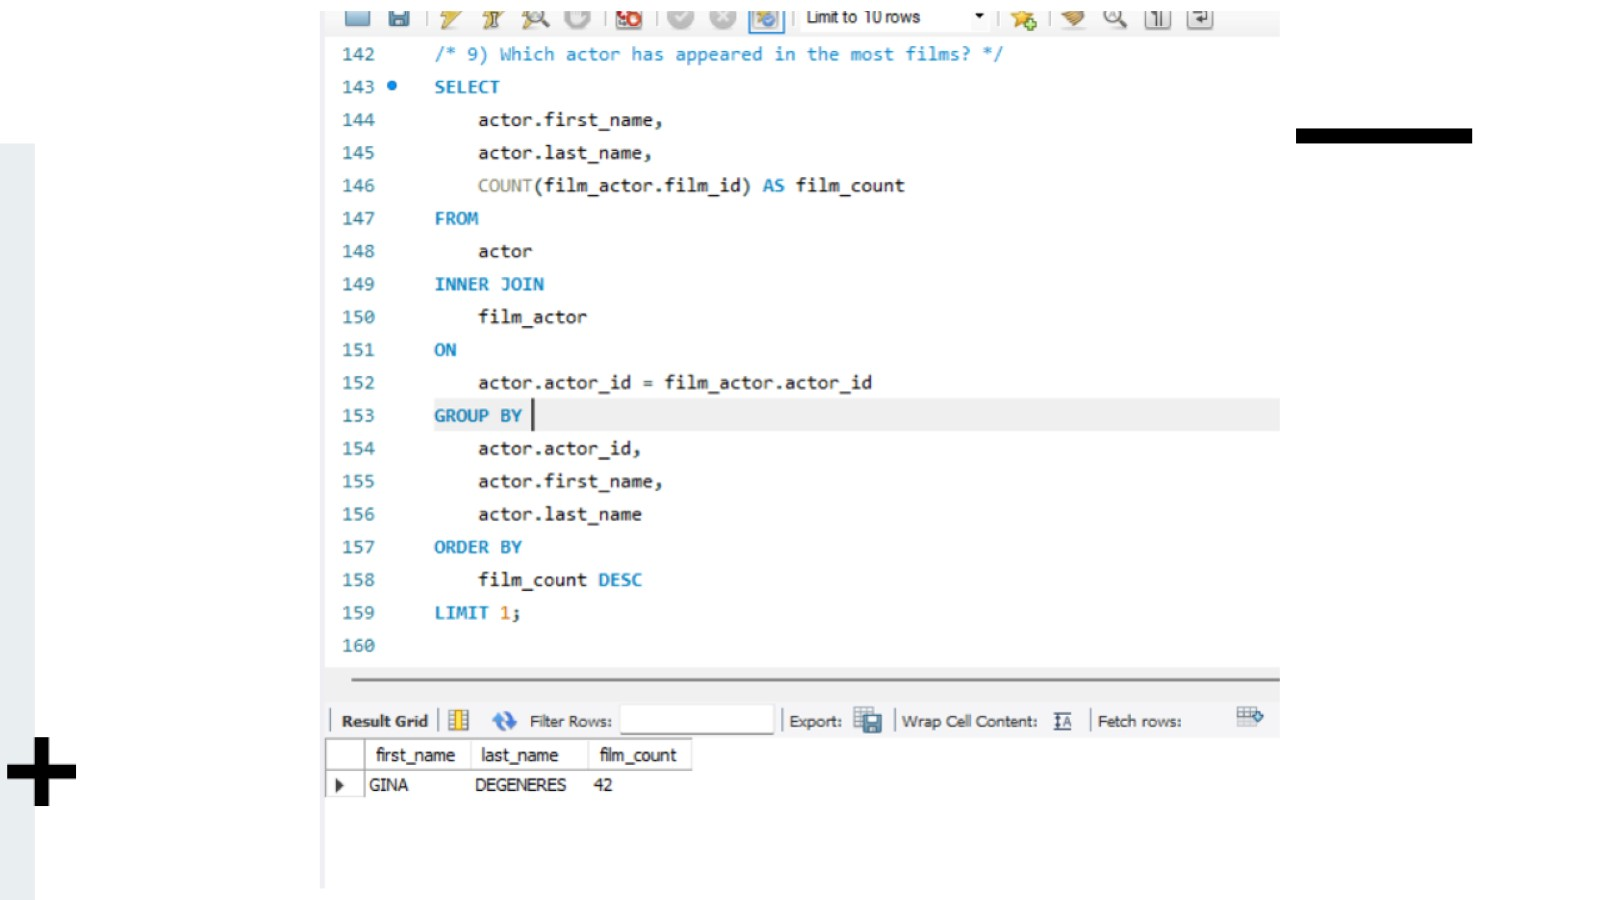 Limit to 10 rows
142 /* 9) Which actor has appeared in the most films? */
143 SELECT
144 actor.first_name,
145 actor.last_name,
146 COUNT(film_actor.film_id) AS film_count
147 FROM
148 actor
149 INNER JOIN
150 film_actor
151 ON
152 actor.actor_id = film_actor.actor_id
153 GROUP BY
154 actor.actor_id,
155 actor.first_name,
156 actor.last_name
157 ORDER BY
158 film_count DESC
159 LIMIT 1;
160
Result Grid Filter Rows: Export: Wrap Cell Content: Fetch rows:
first_name last_name film_count
GINA DEGENERES 42